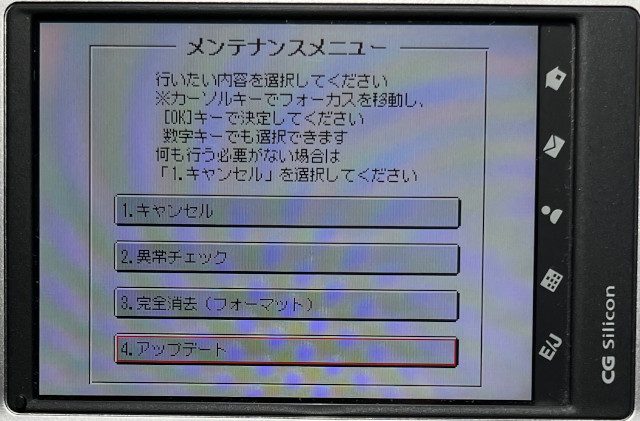 メンテナンスメニュー
行いたい内容を選択してください
※カーソルキーでフォーカスを移動し、
[OK]キーで決定してください
数字キーでも選択できます
何も行う必要がない場合は
「1.キャンセル」を選択してください
1.キャンセル
2.異常チェック
3.完全消去(フォーマット)
4.アップデート
E/J
CG Silicon